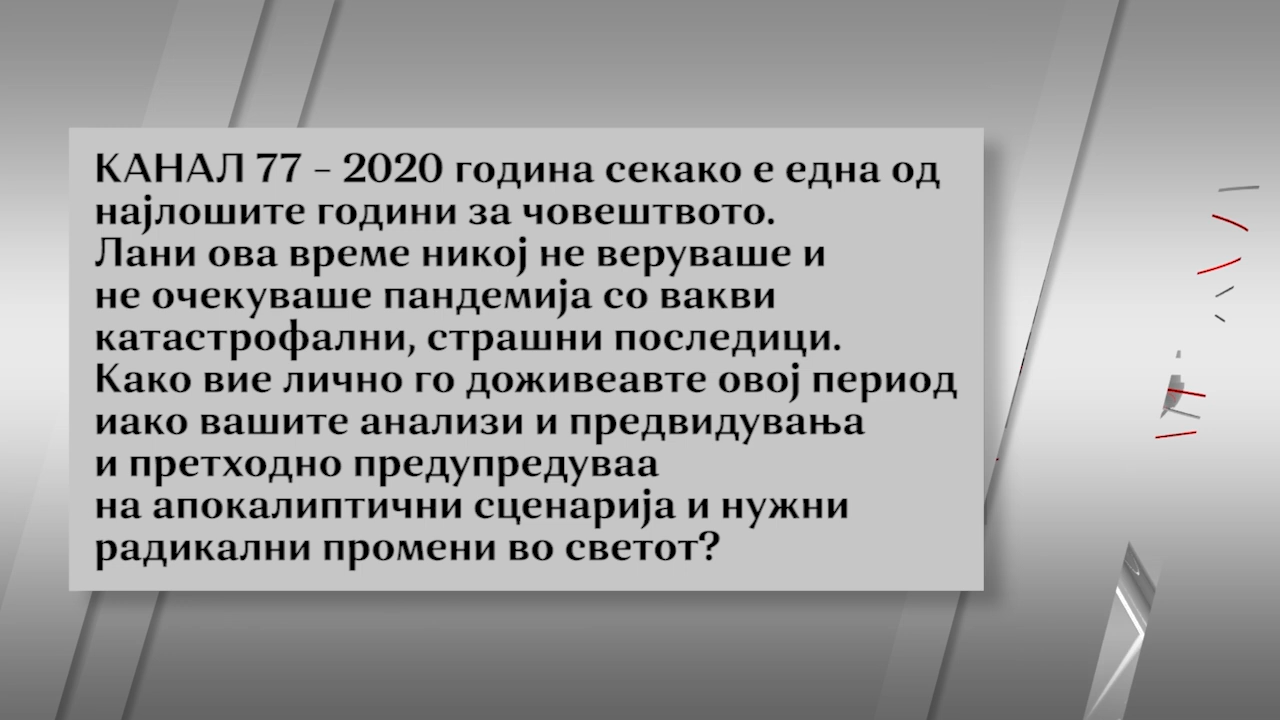 КАНАЛ 77 – 2020 година секако е една од
најлошите години за човештвото.
Лани ова време никој не веруваше и
не очекуваше пандемија со вакви
катастрофални, страшни последици.
Како вие лично го доживеавте овој период
иако вашите анализи и предвидувања
и претходно предупредуваа
на апокалиптични сценарија и нужни
радикални промени во светот?